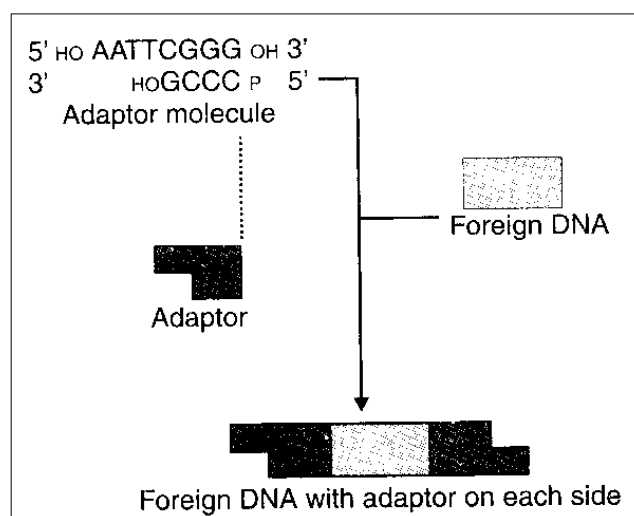 5' HO AATTCGGG OH 3'
3' HOGCCC P 5'
Adaptor molecule
Foreign DNA
Adaptor
Foreign DNA with adaptor on each side